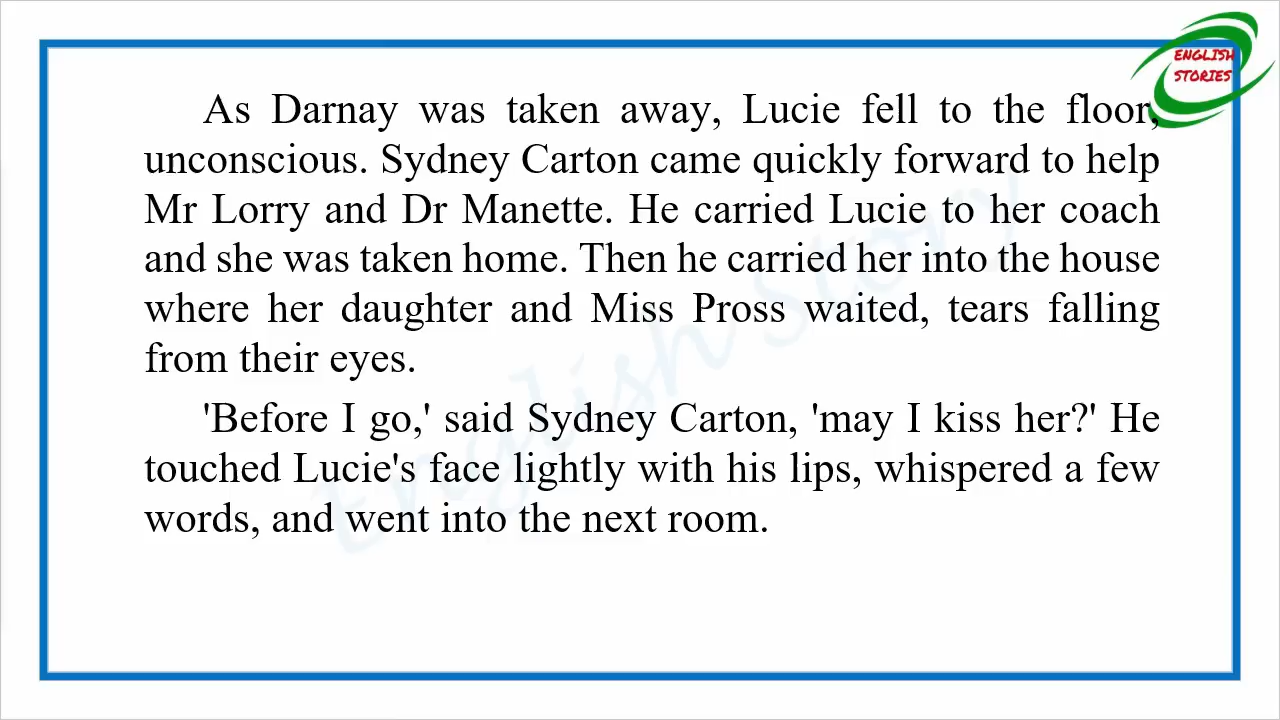 ENGLISH
STORIES
As Darnay was taken away, Lucie fell to the floor,
unconscious. Sydney Carton came quickly forward to help
Mr Lorry and Dr Manette. He carried Lucie to her coach
and she was taken home. Then he carried her into the house
where her daughter and Miss Pross waited, tears falling
from their eyes.
'Before I go,' said Sydney Carton, 'may I kiss her?' He
touched Lucie's face lightly with his lips, whispered a few
words, and went into the next room.
English Story